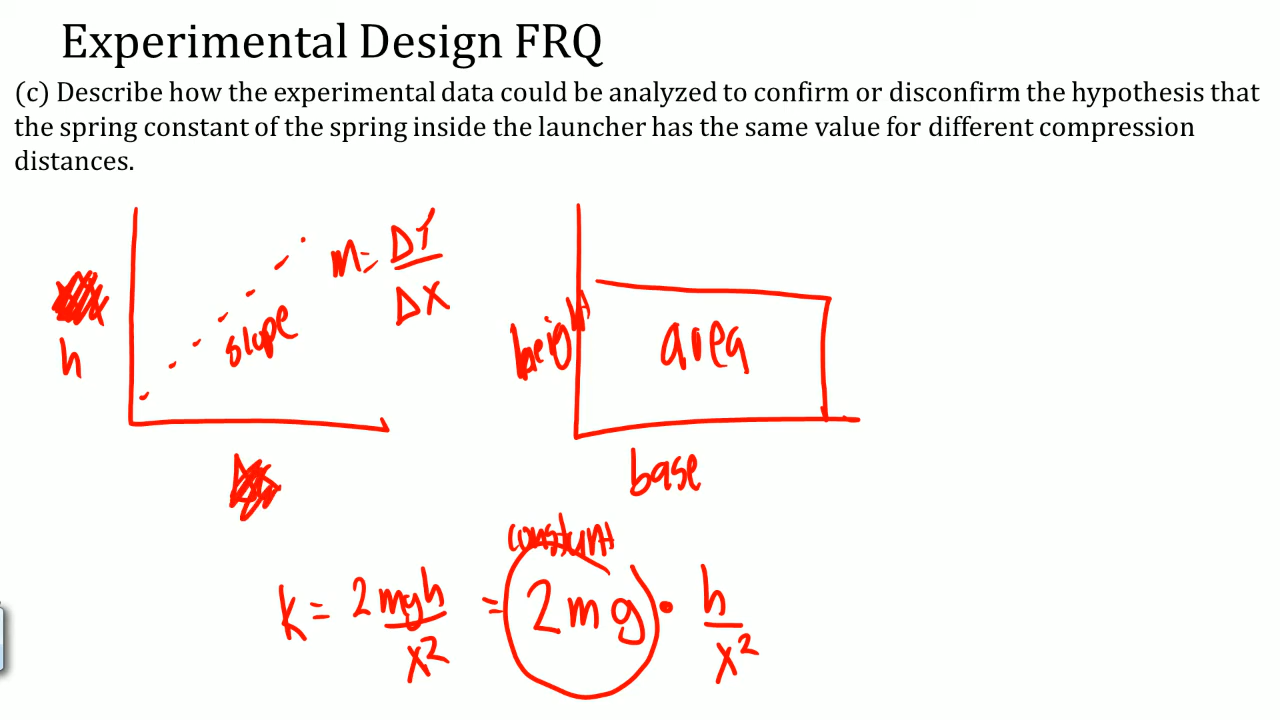 Experimental Design FRQ
(c) Describe how the experimental data could be analyzed to confirm or disconfirm the hypothesis that
the spring constant of the spring inside the launcher has the same value for different compression
distances.
h
slope
m = ΔY
ΔX
height
area
base
constant
K = 2mgh = 2mg • h
x² x²